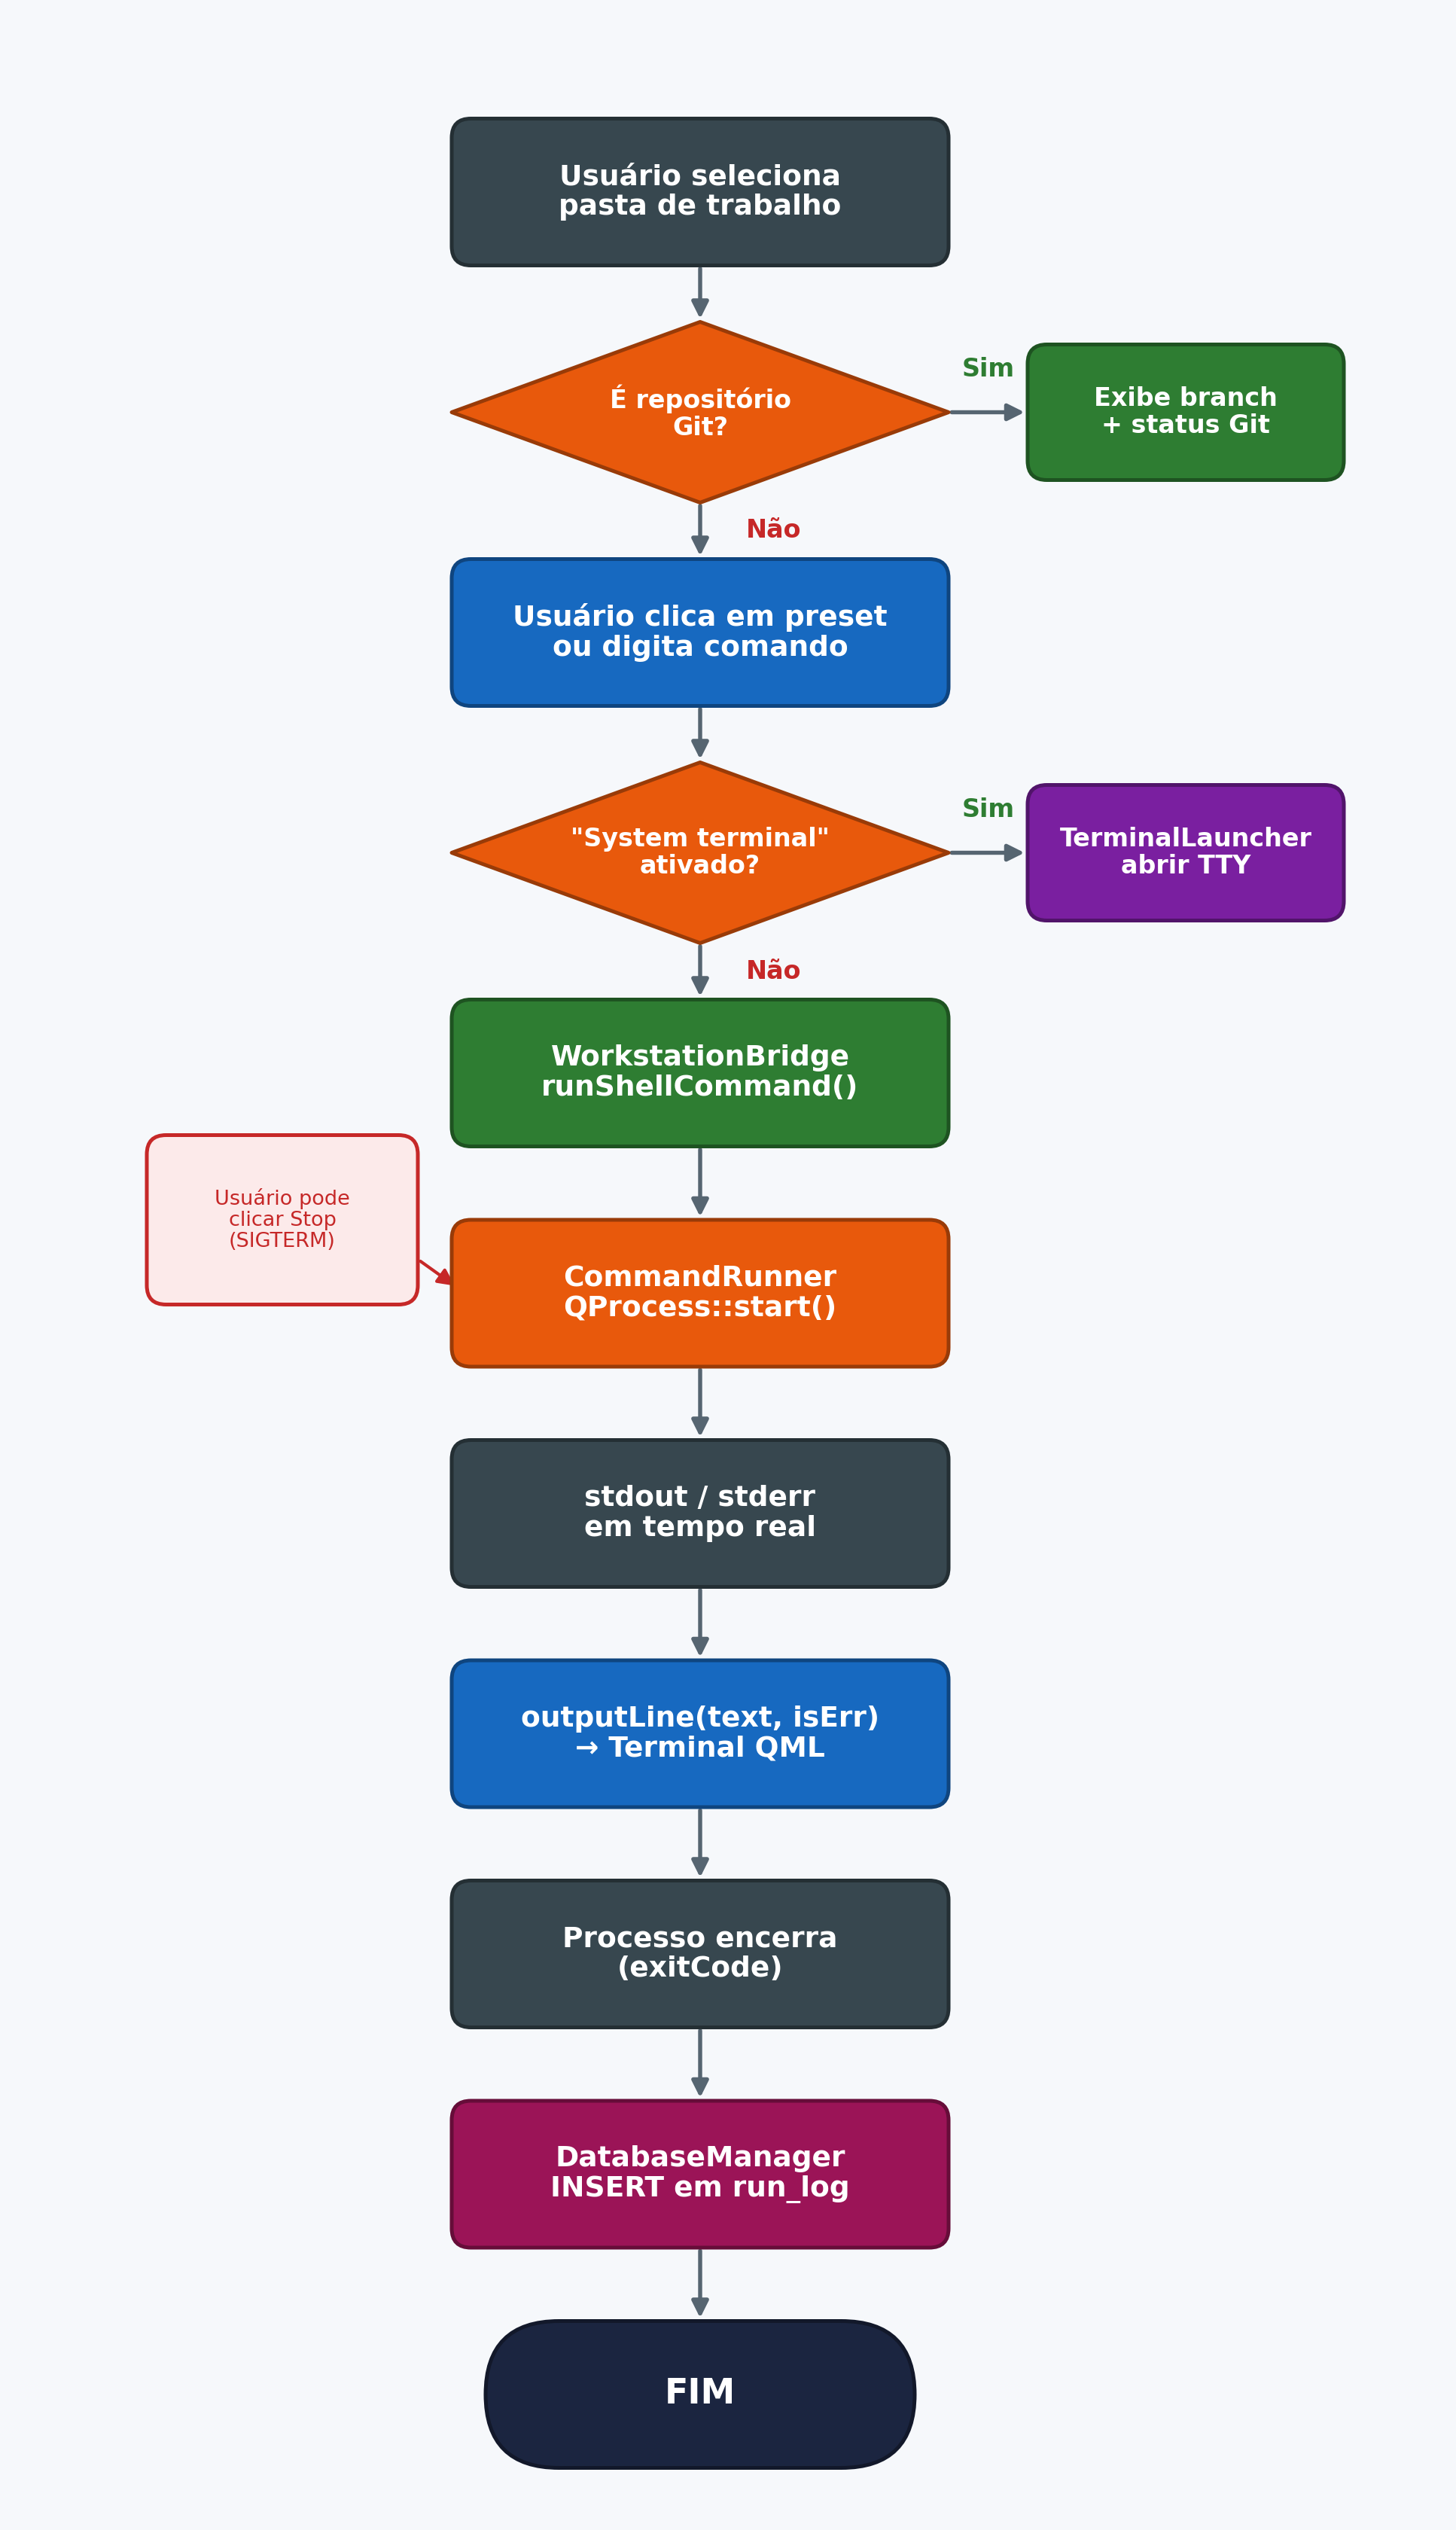 Usuário seleciona
pasta de trabalho
É repositório
Git?
Sim
Exibe branch
+ status Git
Não
Usuário clica em preset
ou digita comando
"System terminal"
ativado?
Sim
TerminalLauncher
abrir TTY
Não
WorkstationBridge
runShellCommand()
Usuário pode
clicar Stop
(SIGTERM)
CommandRunner
QProcess::start()
stdout / stderr
em tempo real
outputLine(text, isErr)
→ Terminal QML
Processo encerra
(exitCode)
DatabaseManager
INSERT em run_log
FIM